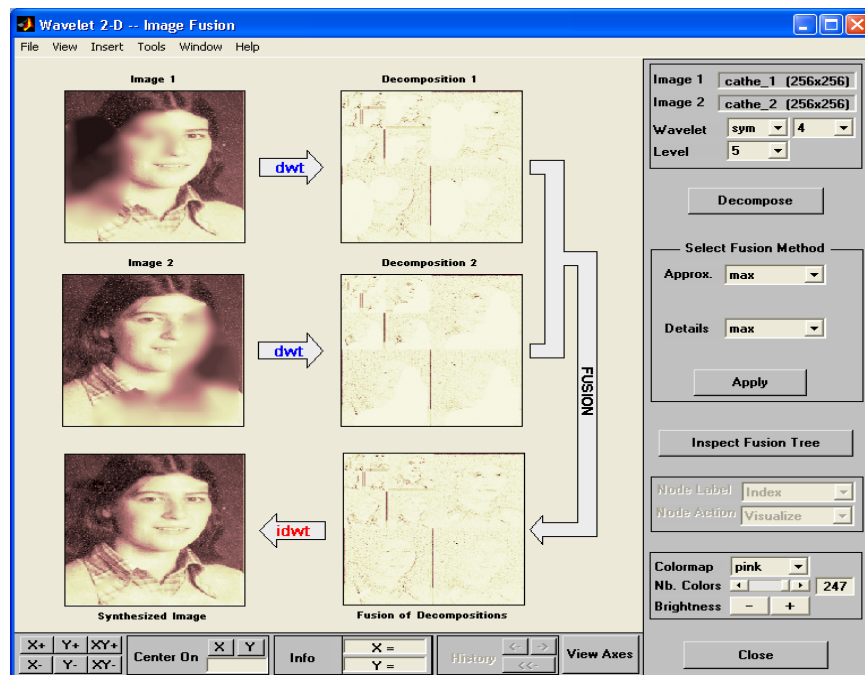 Wavelet 2-D -- Image Fusion
File View Insert Tools Window Help
Image 1
Decomposition 1
dwt
Image 2
Decomposition 2
dwt
FUSION
idwt
Synthesized Image
Fusion of Decompositions
Image 1 cathe_1 (256x256)
Image 2 cathe_2 (256x256)
Wavelet sym 4
Level 5
Decompose
Select Fusion Method
Approx. max
Details max
Apply
Inspect Fusion Tree
Node Label Index
Node Action Visualize
Colormap pink
Nb. Colors 247
Brightness - +
Close
X+ Y+ XY+
X- Y- XY-
Center On X Y
Info X =
Y =
History <- ->
<<-
View Axes